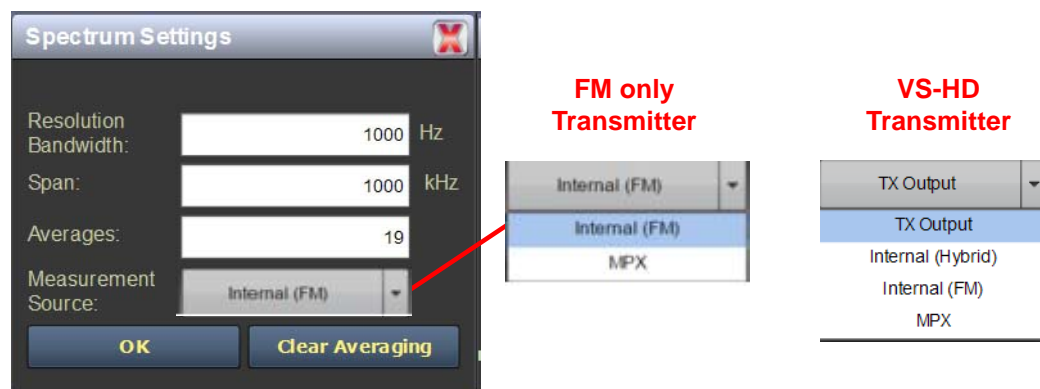 Spectrum Settings
Resolution
Bandwidth:
1000 Hz
Span:
1000 kHz
Averages:
19
Measurement
Source:
Internal (FM)
OK
Clear Averaging
FM only
Transmitter
Internal (FM)
Internal (FM)
MPX
VS-HD
Transmitter
TX Output
TX Output
Internal (Hybrid)
Internal (FM)
MPX